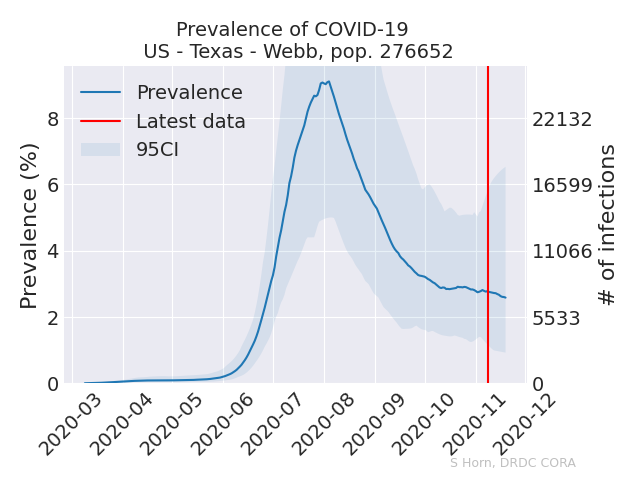 Prevalence of COVID-19
US - Texas - Webb, pop. 276652
Prevalence
Latest data
95CI
Prevalence (%)
8
6
4
2
0
22132
16599
11066
5533
0
# of infections
2020-03
2020-04
2020-05
2020-06
2020-07
2020-08
2020-09
2020-10
2020-11
2020-12
S Horn, DRDC CORA